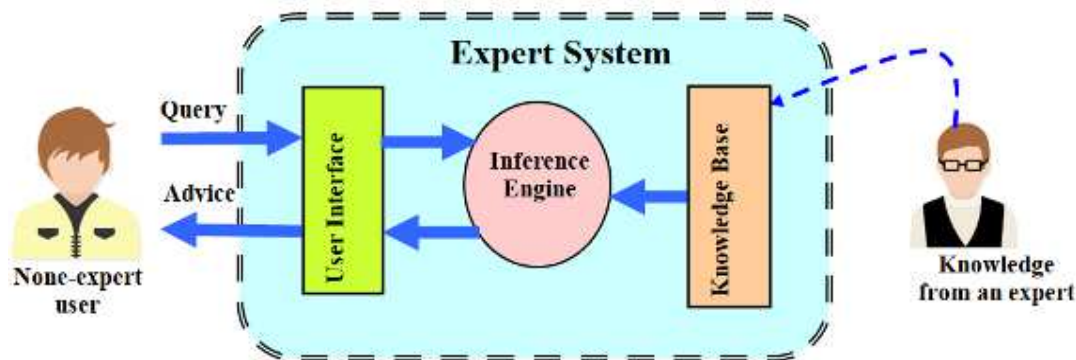 Expert System
Query
Advice
User Interface
Inference
Engine
Knowledge Base
None-expert
user
Knowledge
from an expert